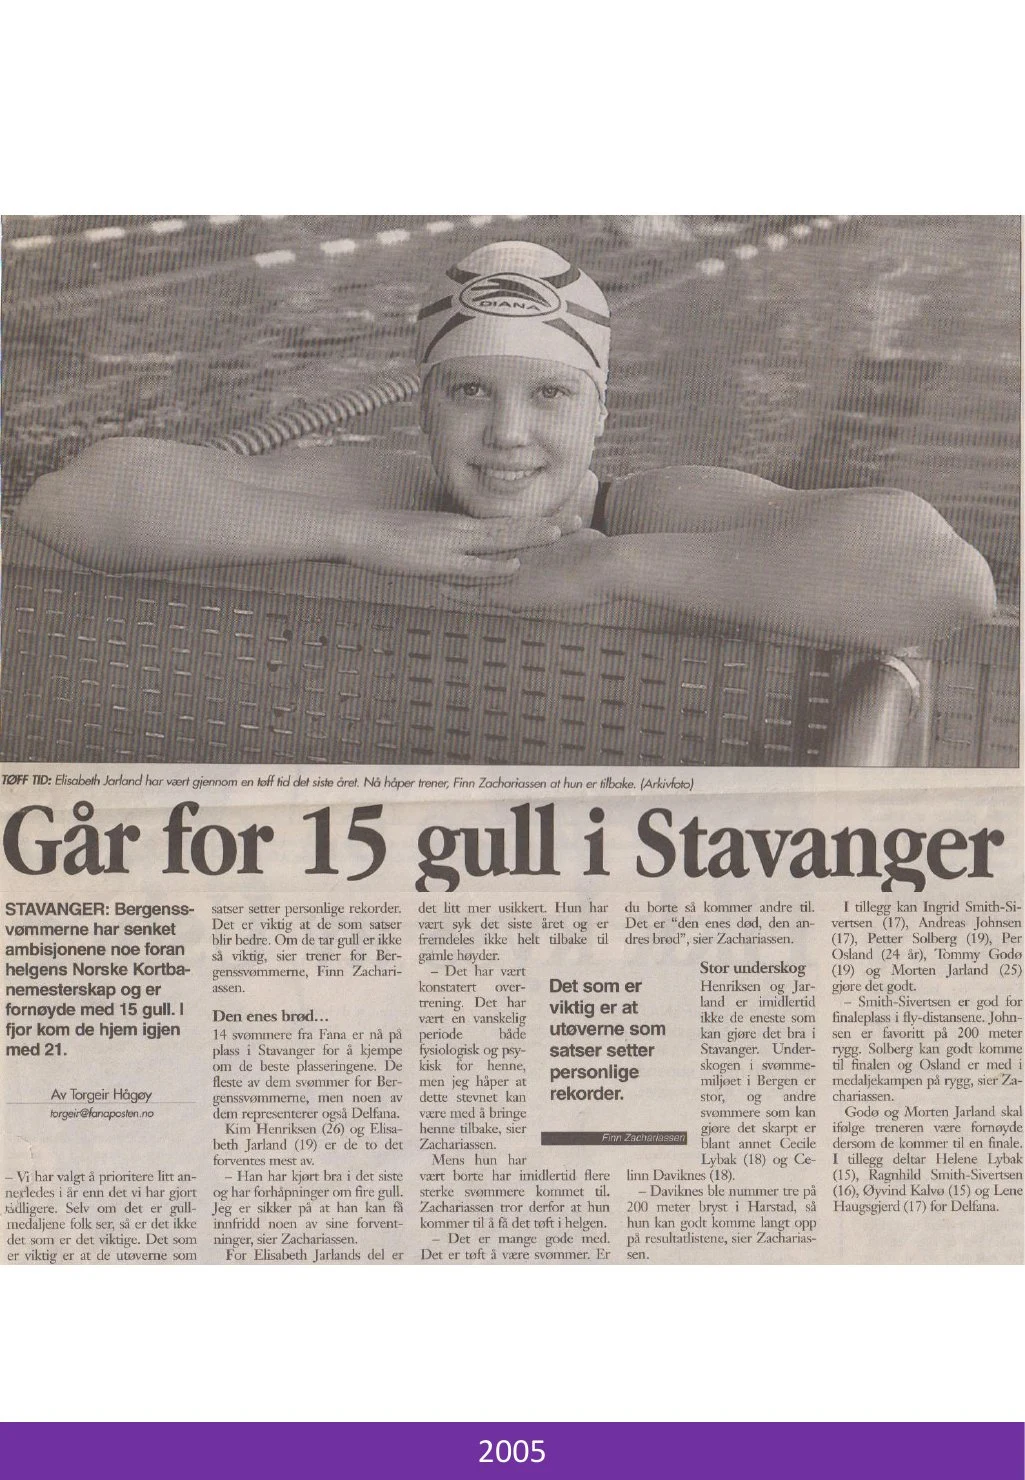 DIANA
TØFF TID: Elisabeth Jarland har vært gjennom en tøff tid det siste året. Nå håper trener, Finn Zachariassen at hun er tilbake. (Arkivfoto)
Går for 15 gull i Stavanger
STAVANGER: Bergenss-
vømmerne har senket
ambisjonene noe foran
helgens Norske Kortba-
nemesterskap og er
fornøyde med 15 gull. I
fjor kom de hjem igjen
med 21.
Av Torgeir Hågøy
torgeir@fanaposten.no
– Vi har valgt å prioritere litt an-
nerledes i år enn det vi har gjort
tidligere. Selv om det er gull-
medaljene folk ser, så er det ikke
det som er det viktige. Det som
er viktig er at de utøverne som
satser setter personlige rekorder.
Det er viktig at de som satser
blir bedre. Om de tar gull er ikke
så viktig, sier trener for Ber-
genssvømmerne, Finn Zachari-
assen.
Den enes brød...
14 svømmere fra Fana er nå på
plass i Stavanger for å kjempe
om de beste plasseringene. De
fleste av dem svømmer for Ber-
genssvømmerne, men noen av
dem representerer også Delfana.
Kim Henriksen (26) og Elisa-
beth Jarland (19) er de to det
forventes mest av.
– Han har kjørt bra i det siste
og har forhåpninger om fire gull.
Jeg er sikker på at han kan få
innfridd noen av sine forvent-
ninger, sier Zachariassen.
For Elisabeth Jarlands del er
det litt mer usikkert. Hun har
vært syk det siste året og er
fremdeles ikke helt tilbake til
gamle høyder.
– Det har vært
konstatert over-
trening. Det har
vært en vanskelig
periode både
fysiologisk og psy-
kisk for henne,
men jeg håper at
dette stevnet kan
være med å bringe
henne tilbake, sier
Zachariassen.
Mens hun har
vært borte har imidlertid flere
sterke svømmere kommet til.
Zachariassen tror derfor at hun
kommer til å få det tøft i helgen.
– Det er mange gode med.
Det er tøft å være svømmer. Er
Det som er
viktig er at
utøverne som
satser setter
personlige
rekorder.
Finn Zachariassen
du borte så kommer andre til.
Det er "den enes død, den an-
dres brød", sier Zachariassen.
Stor underskog
Henriksen og Jar-
land er imidlertid
ikke de eneste som
kan gjøre det bra i
Stavanger. Under-
skogen i svømme-
miljøet i Bergen er
stor, og andre
svømmere som kan
gjøre det skarpt er
blant annet Cecile
Lybak (18) og Ce-
linn Daviknes (18).
– Daviknes ble nummer tre på
200 meter bryst i Harstad, så
hun kan godt komme langt opp
på resultatlistene, sier Zacharias-
sen.
I tillegg kan Ingrid Smith-Si-
vertsen (17), Andreas Johnsen
(17), Petter Solberg (19), Per
Osland (24 år), Tommy Godø
(19) og Morten Jarland (25)
gjøre det godt.
– Smith-Sivertsen er god for
finaleplass i fly-distansene. John-
sen er favoritt på 200 meter
rygg. Solberg kan godt komme
til finalen og Osland er med i
medaljekampen på rygg, sier Za-
chariassen.
Godø og Morten Jarland skal
ifølge treneren være fornøyde
dersom de kommer til en finale.
I tillegg deltar Helene Lybak
(15), Ragnhild Smith-Sivertsen
(16), Øyvind Kalvø (15) og Lene
Haugsgjerd (17) for Delfana.
2005